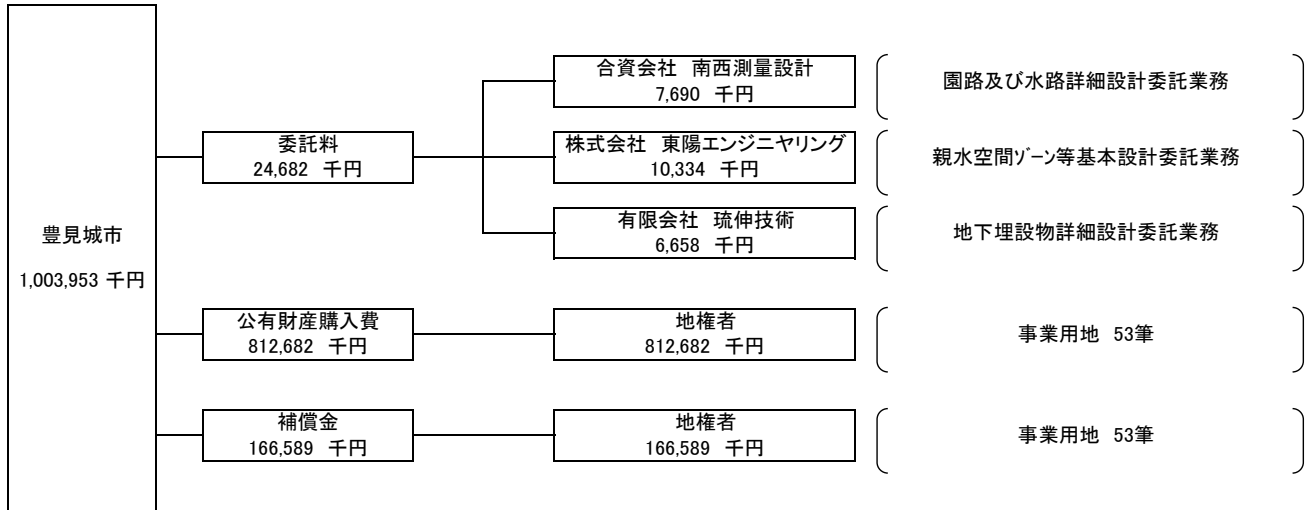 豊見城市
1,003,953 千円
委託料
24,682 千円
合資会社 南西測量設計
7,690 千円
園路及び水路詳細設計委託業務
株式会社 東陽エンジニヤリング
10,334 千円
親水空間ゾーン等基本設計委託業務
有限会社 琉伸技術
6,658 千円
地下埋設物詳細設計委託業務
公有財産購入費
812,682 千円
地権者
812,682 千円
事業用地 53筆
補償金
166,589 千円
地権者
166,589 千円
事業用地 53筆